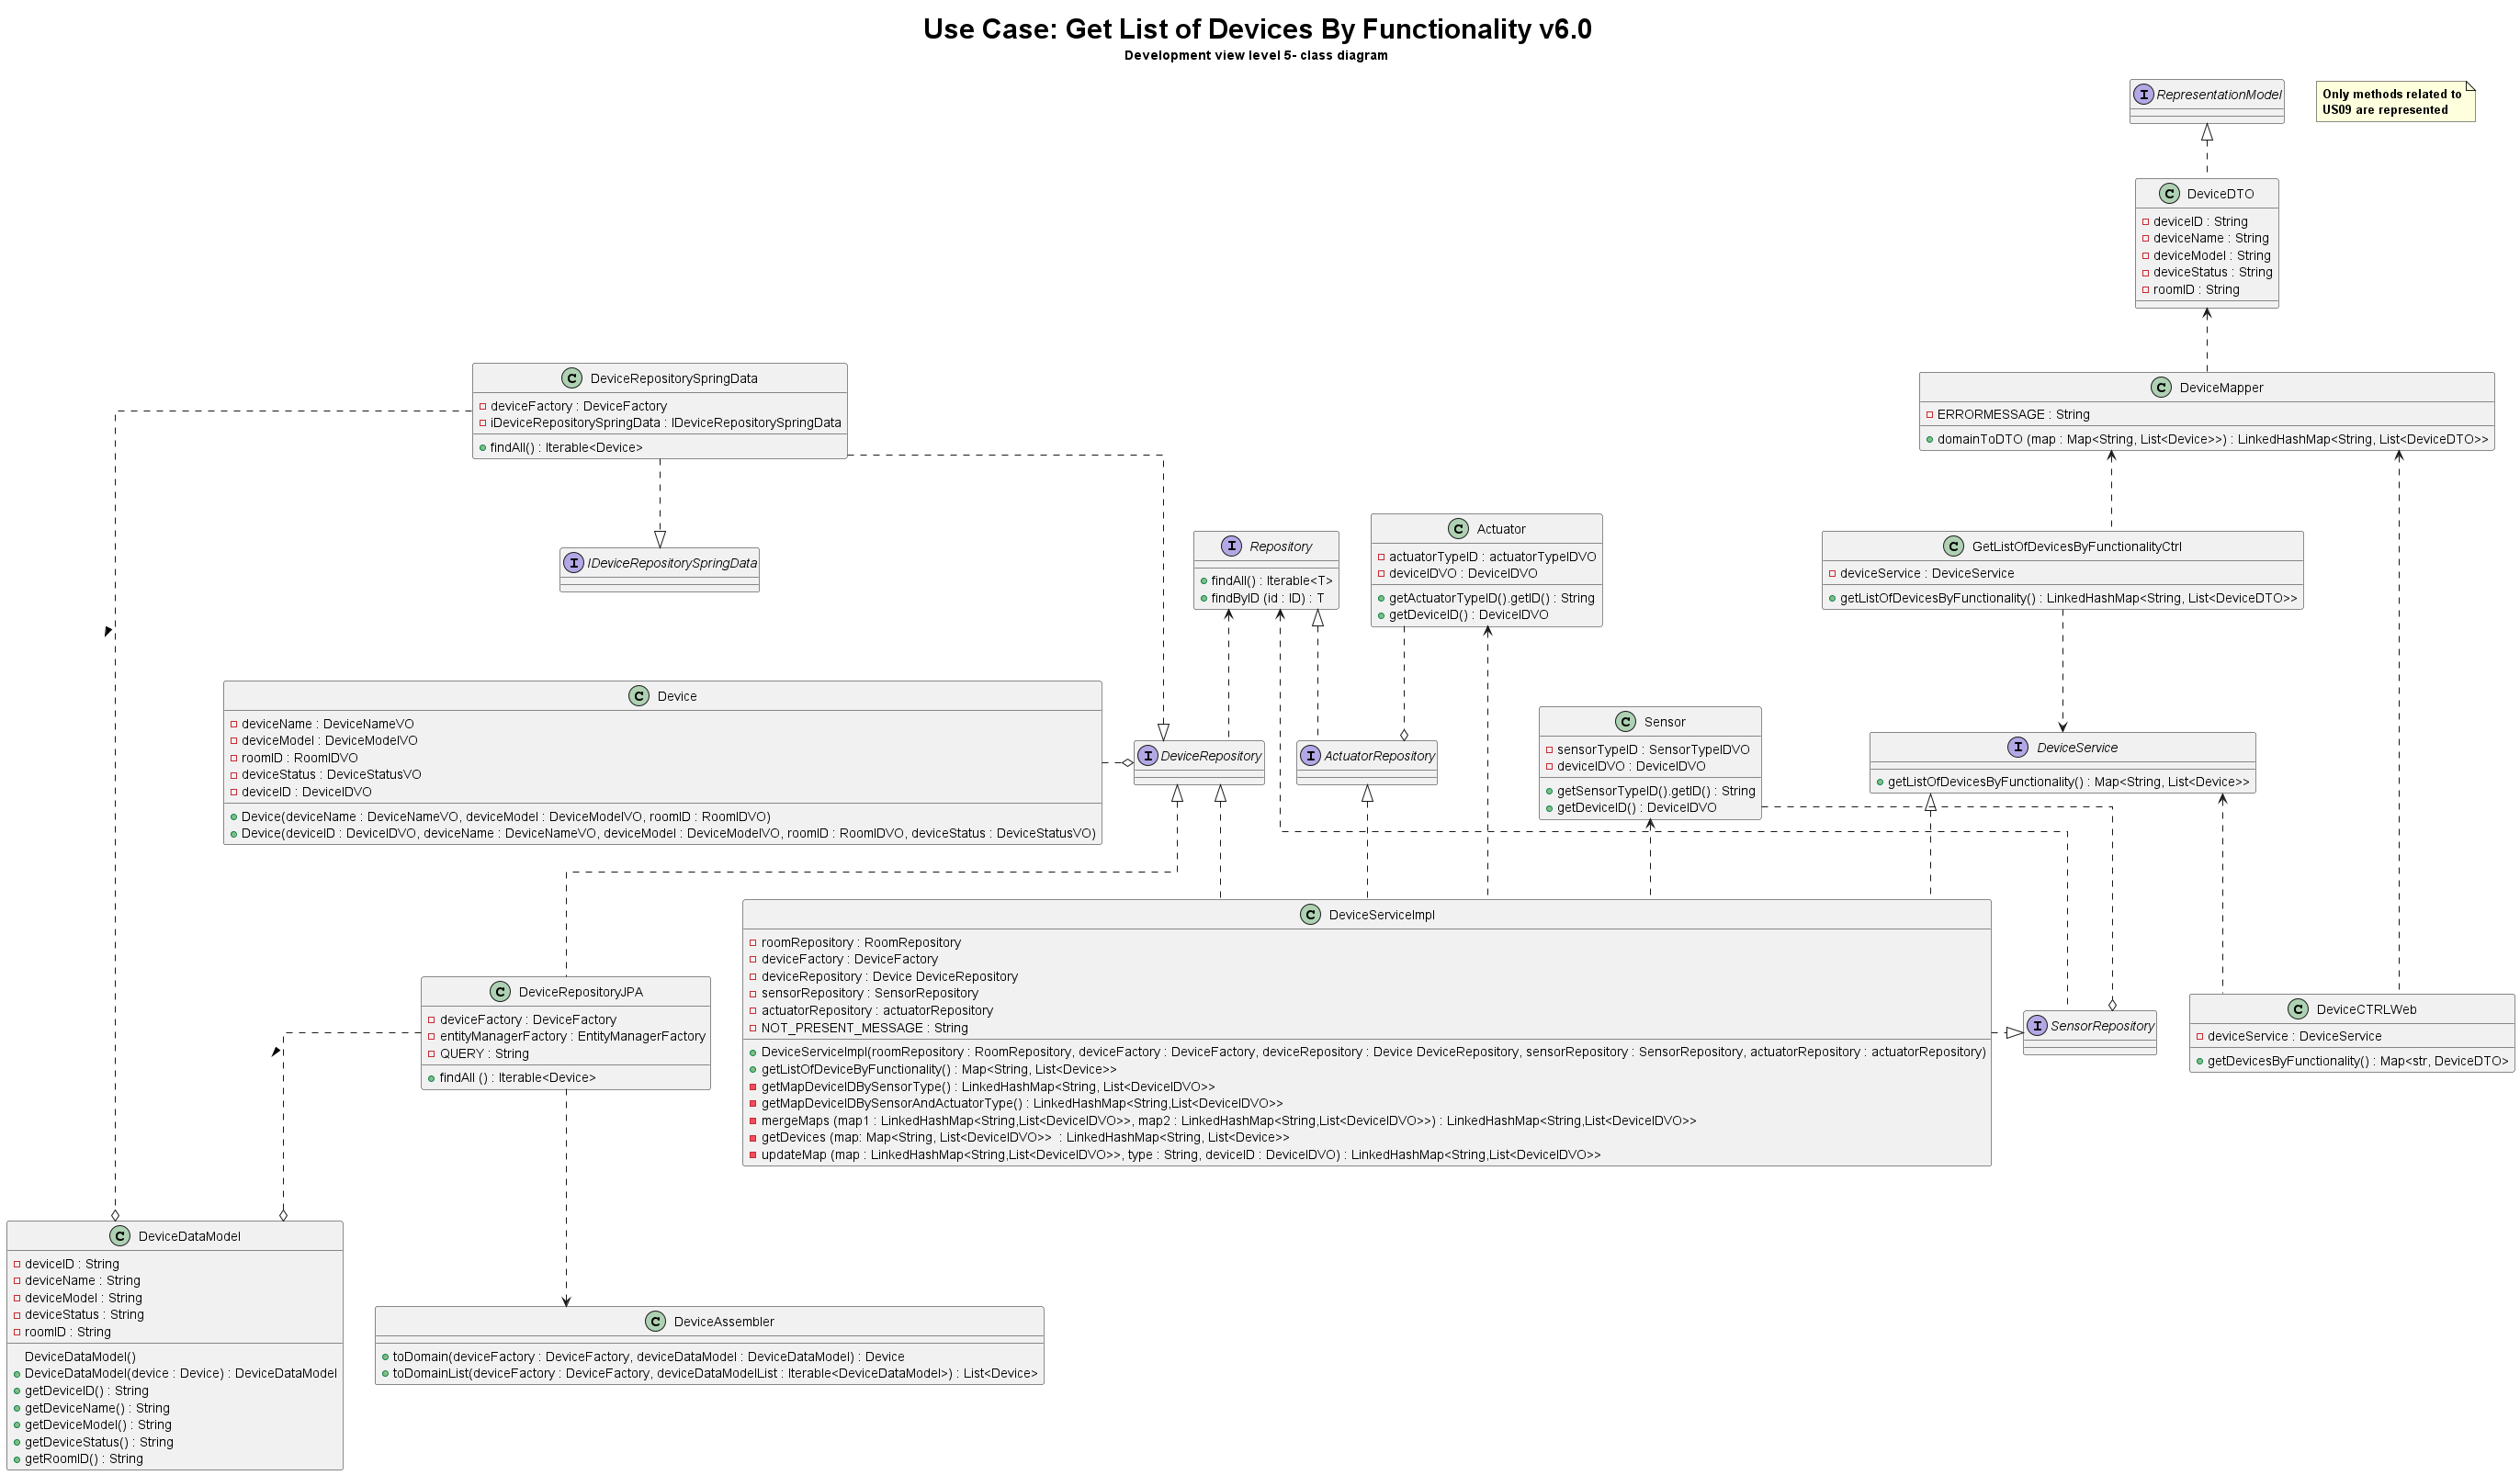 Use Case: Get List of Devices By Functionality v6.0
Development view level 5- class diagram
I RepresentationModel
Only methods related to
US09 are represented
C DeviceDTO
deviceID : String
deviceName : String
deviceModel : String
deviceStatus : String
roomID : String
C DeviceRepositorySpringData
deviceFactory : DeviceFactory
iDeviceRepositorySpringData : IDeviceRepositorySpringData
findAll() : Iterable<Device>
C DeviceMapper
ERRORMESSAGE : String
domainToDTO (map : Map<String, List<Device>>) : LinkedHashMap<String, List<DeviceDTO>>
I IDeviceRepositorySpringData
I Repository
findAll() : Iterable<T>
findByID (id : ID) : T
C Actuator
actuatorTypeID : actuatorTypeIDVO
deviceIDVO : DeviceIDVO
getActuatorTypeID().getID() : String
getDeviceID() : DeviceIDVO
C GetListOfDevicesByFunctionalityCtrl
deviceService : DeviceService
getListOfDevicesByFunctionality() : LinkedHashMap<String, List<DeviceDTO>>
C Device
deviceName : DeviceNameVO
deviceModel : DeviceModelVO
roomID : RoomIDVO
deviceStatus : DeviceStatusVO
deviceID : DeviceIDVO
Device(deviceName : DeviceNameVO, deviceModel : DeviceModelVO, roomID : RoomIDVO)
Device(deviceID : DeviceIDVO, deviceName : DeviceNameVO, deviceModel : DeviceModelVO, roomID : RoomIDVO, deviceStatus : DeviceStatusVO)
I DeviceRepository
I ActuatorRepository
C Sensor
sensorTypeID : SensorTypeIDVO
deviceIDVO : DeviceIDVO
getSensorTypeID().getID() : String
getDeviceID() : DeviceIDVO
I DeviceService
getListOfDevicesByFunctionality() : Map<String, List<Device>>
C DeviceRepositoryJPA
deviceFactory : DeviceFactory
entityManagerFactory : EntityManagerFactory
QUERY : String
findAll () : Iterable<Device>
C DeviceServiceImpl
roomRepository : RoomRepository
deviceFactory : DeviceFactory
deviceRepository : Device DeviceRepository
sensorRepository : SensorRepository
actuatorRepository : actuatorRepository
NOT_PRESENT_MESSAGE : String
DeviceServiceImpl(roomRepository : RoomRepository, deviceFactory : DeviceFactory, deviceRepository : Device DeviceRepository, sensorRepository : SensorRepository, actuatorRepository : actuatorRepository)
getListOfDeviceByFunctionality() : Map<String, List<Device>>
getMapDeviceIDBySensorType() : LinkedHashMap<String, List<DeviceIDVO>>
getMapDeviceIDBySensorAndActuatorType() : LinkedHashMap<String,List<DeviceIDVO>>
mergeMaps (map1 : LinkedHashMap<String,List<DeviceIDVO>>, map2 : LinkedHashMap<String,List<DeviceIDVO>>) : LinkedHashMap<String,List<DeviceIDVO>>
getDevices (map: Map<String, List<DeviceIDVO>>  : LinkedHashMap<String, List<Device>>
updateMap (map : LinkedHashMap<String,List<DeviceIDVO>>, type : String, deviceID : DeviceIDVO) : LinkedHashMap<String,List<DeviceIDVO>>
I SensorRepository
C DeviceCTRLWeb
deviceService : DeviceService
getDevicesByFunctionality() : Map<str, DeviceDTO>
C DeviceDataModel
deviceID : String
deviceName : String
deviceModel : String
deviceStatus : String
roomID : String
DeviceDataModel()
DeviceDataModel(device : Device) : DeviceDataModel
getDeviceID() : String
getDeviceName() : String
getDeviceModel() : String
getDeviceStatus() : String
getRoomID() : String
C DeviceAssembler
toDomain(deviceFactory : DeviceFactory, deviceDataModel : DeviceDataModel) : Device
toDomainList(deviceFactory : DeviceFactory, deviceDataModelList : Iterable<DeviceDataModel>) : List<Device>